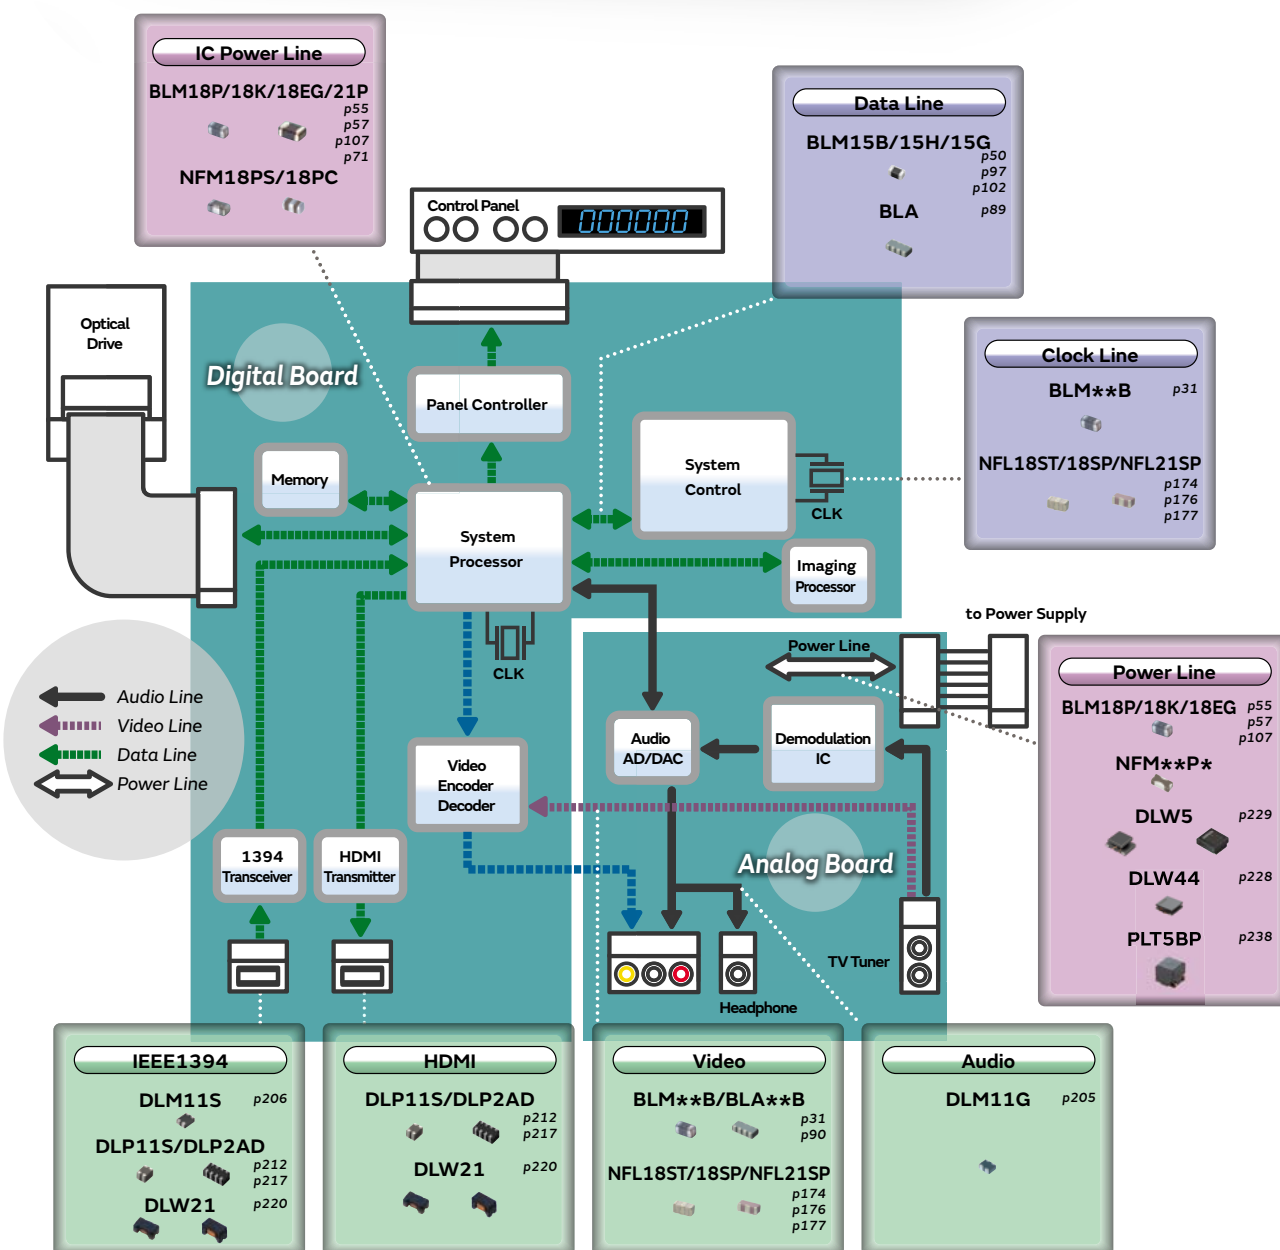 IC Power Line
BLM18P/18K/18EG/21P
p55
p57
p107
p71
NFM18PS/18PC
Data Line
BLM15B/15H/15G
p50
p97
p102
BLA p89
Control Panel
000000
Clock Line
BLM**B p31
NFL18ST/18SP/NFL21SP
p174
p176
p177
Optical
Drive
Digital Board
Panel Controller
Memory
System
Control
CLK
System
Processor
Imaging
Processor
CLK
to Power Supply
Power Line
Power Line
BLM18P/18K/18EG p55
p57
p107
NFM**P*
DLW5 p229
DLW44 p228
PLT5BP p238
Audio Line
Video Line
Data Line
Power Line
Audio
AD/DAC
Demodulation
IC
Video
Encoder
Decoder
Analog Board
1394
Transceiver
HDMI
Transmitter
TV Tuner
Headphone
IEEE1394
DLM11S p206
DLP11S/DLP2AD
p212
p217
DLW21 p220
HDMI
DLP11S/DLP2AD
p212
p217
DLW21 p220
Video
BLM**B/BLA**B
p31
p90
NFL18ST/18SP/NFL21SP
p174
p176
p177
Audio
DLM11G p205